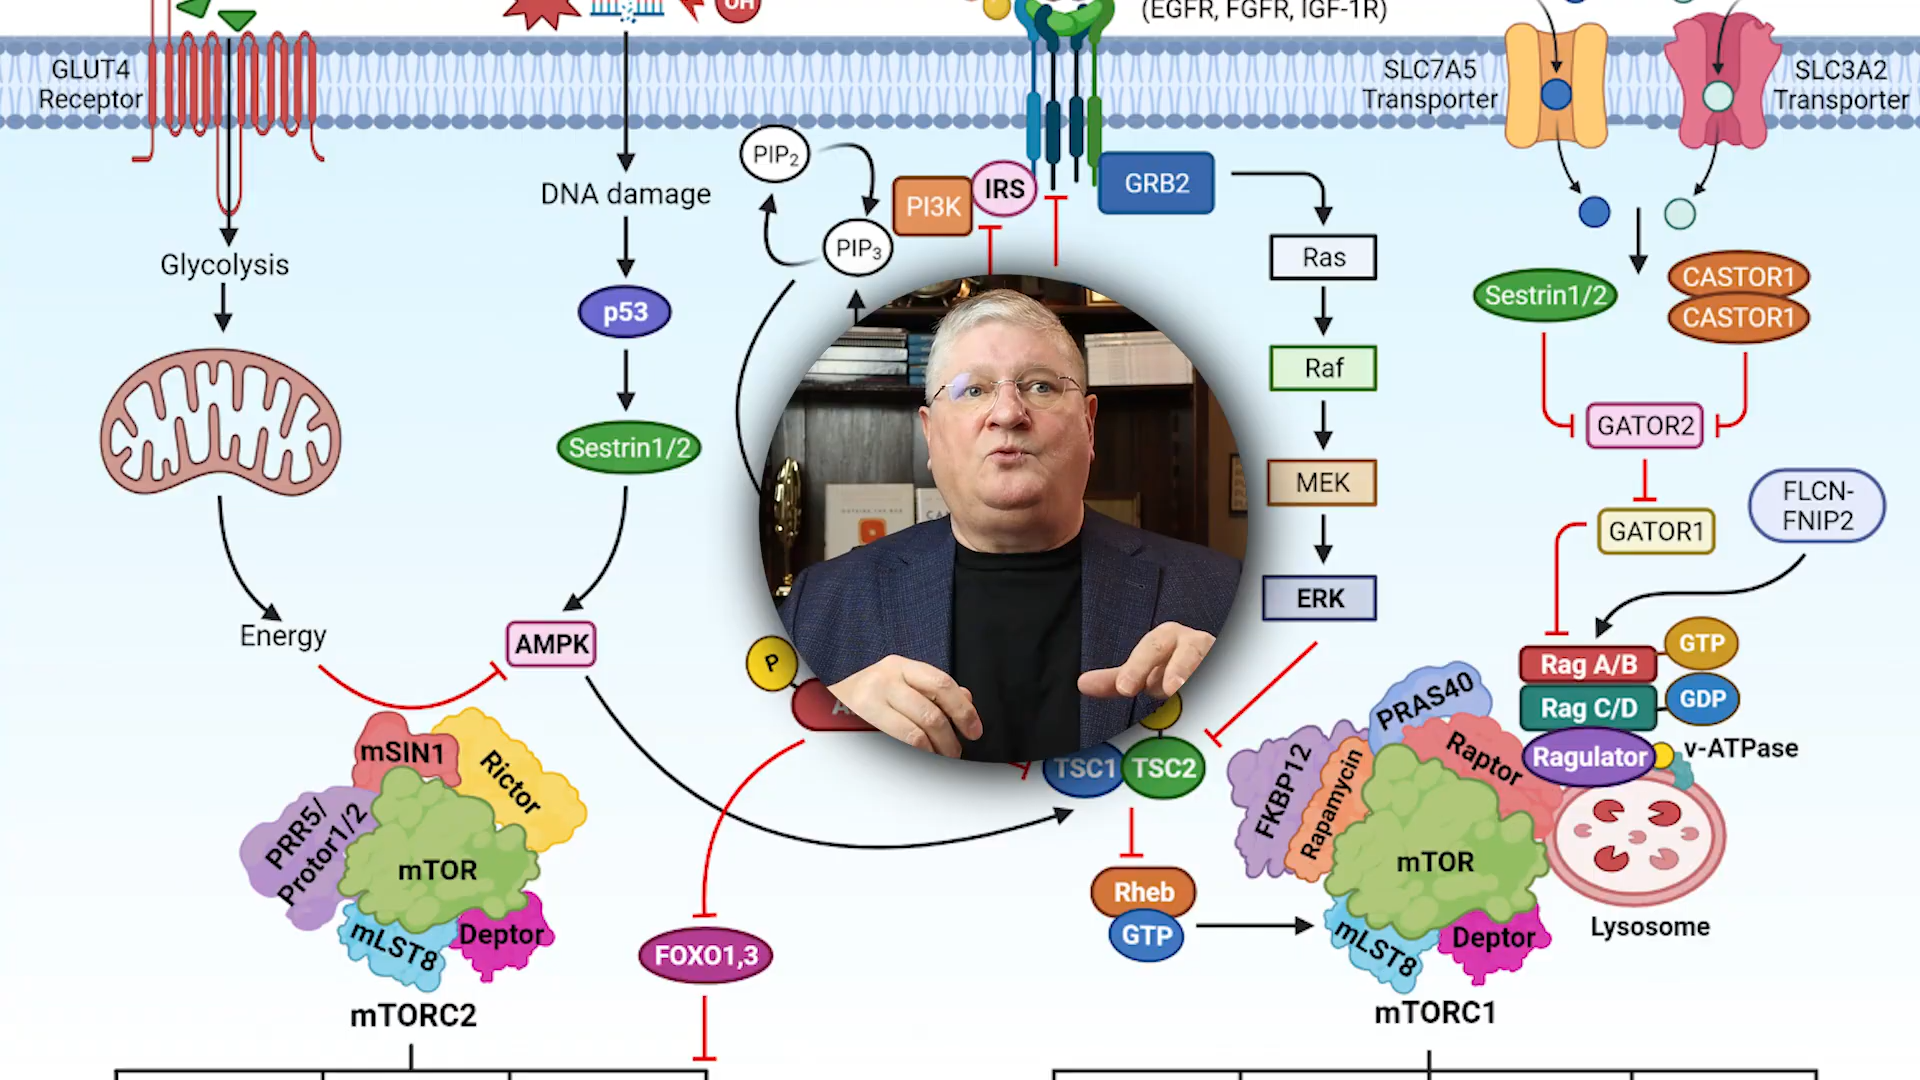 OH
(EGFR, FGFR, IGF-1R)
GLUT4
Receptor
SLC7A5
Transporter
SLC3A2
Transporter
PIP2
DNA damage
PI3K
IRS
GRB2
PIP3
Glycolysis
Ras
Sestrin1/2
CASTOR1
CASTOR1
p53
Raf
GATOR2
Sestrin1/2
MEK
FLCN-
FNIP2
GATOR1
ERK
Energy
AMPK
P
Rag A/B
GTP
Rag C/D
GDP
PRAS40
mSIN1
Rictor
Raptor
Ragulator
v-ATPase
TSC1
TSC2
FKBP12
Rapamycin
PRR5/
Protor1/2
mTOR
mTOR
Rheb
GTP
Lysosome
mLST8
Deptor
FOXO1,3
mLST8
Deptor
mTORC2
mTORC1